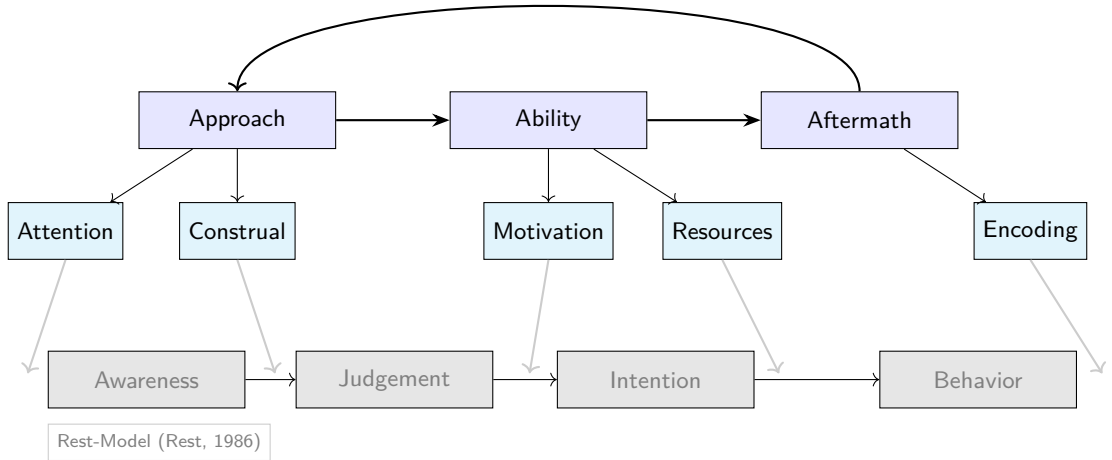 Approach
Ability
Aftermath
Attention
Construal
Motivation
Resources
Encoding
Awareness
Judgement
Intention
Behavior
Rest-Model (Rest, 1986)